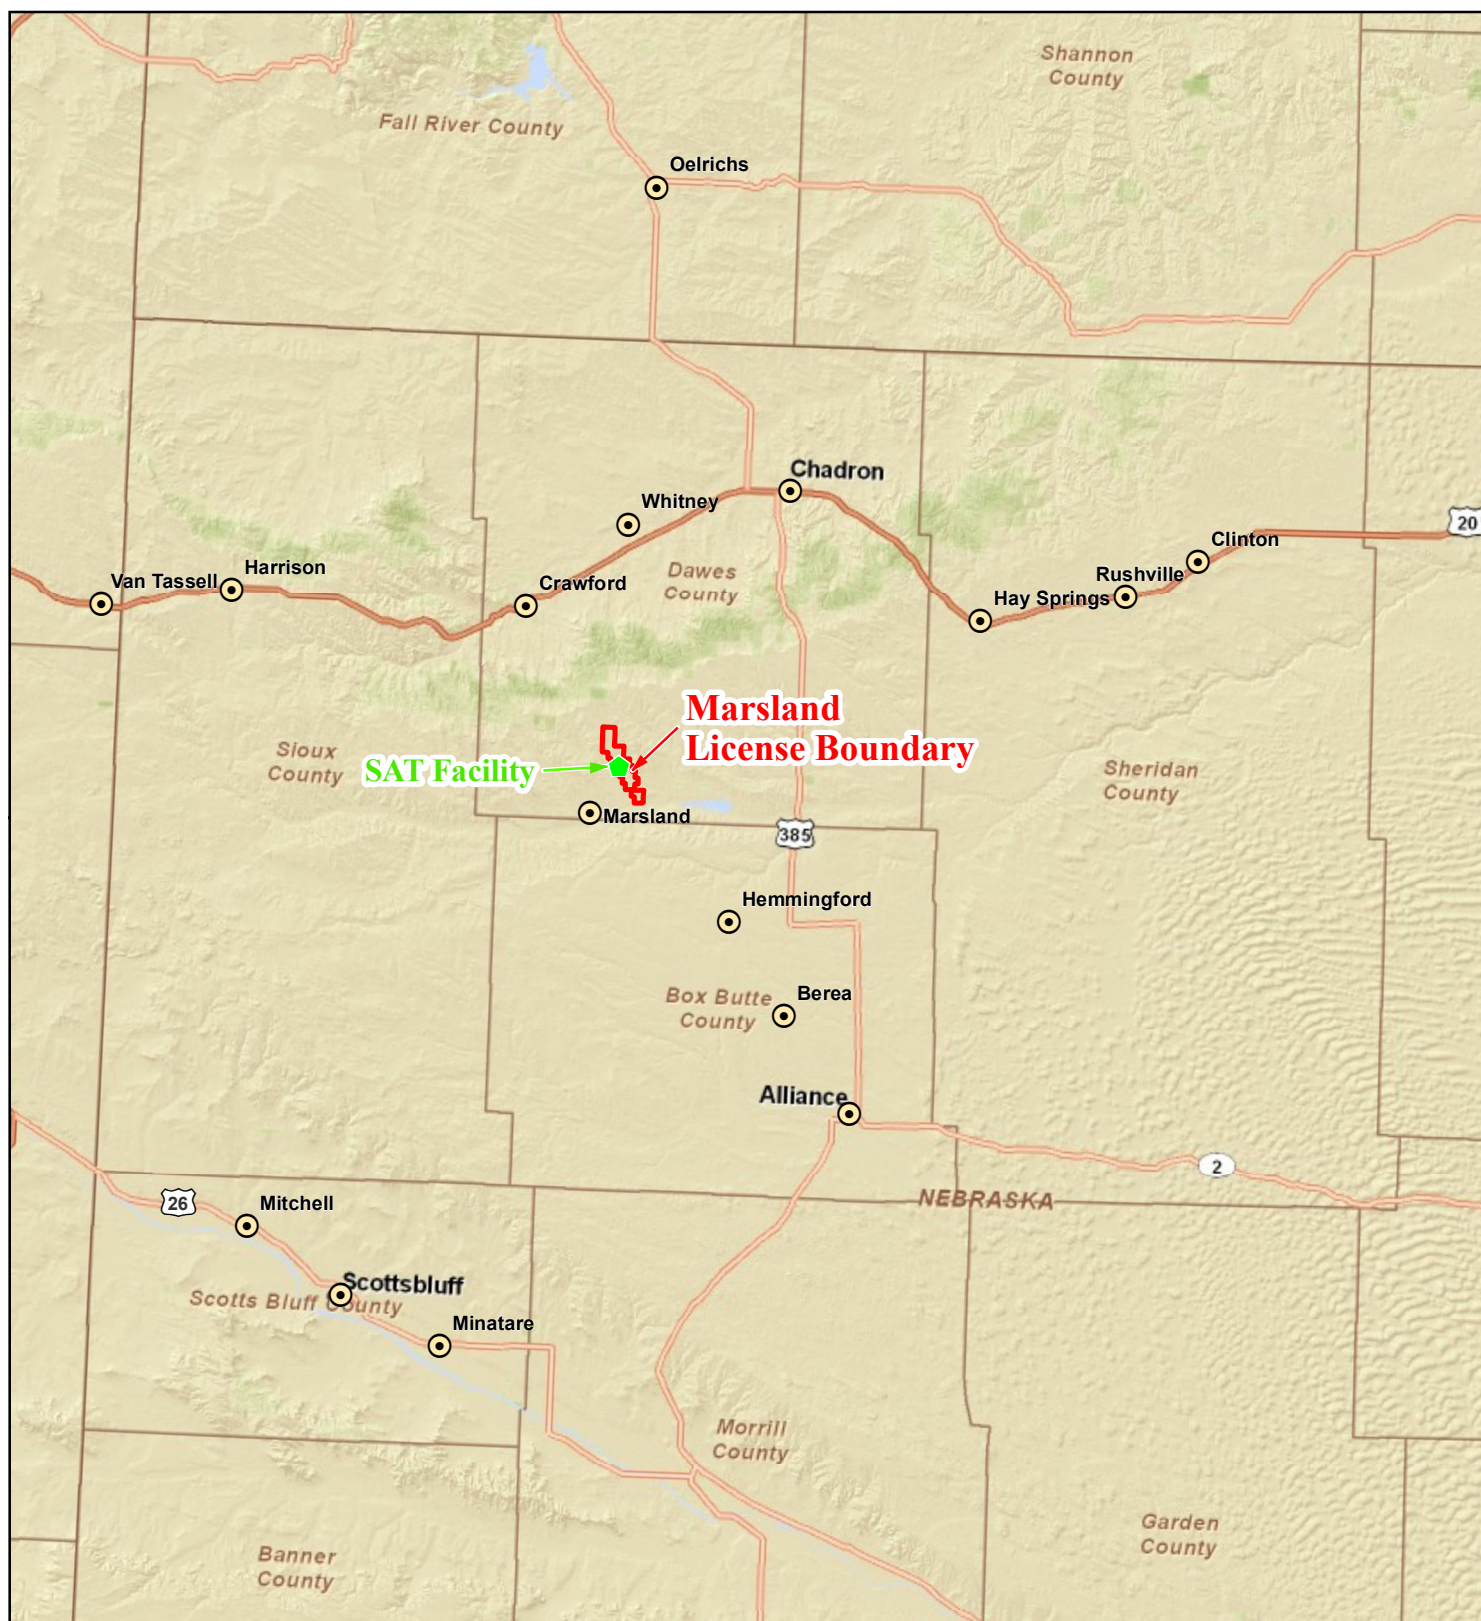 Shannon
County
Fall River County
Oelrichs
Chadron
Whitney
20
Clinton
Harrison
Dawes
County
Rushville
Van Tassell
Crawford
Hay Springs
Marsland
License Boundary
Sioux
County
SAT Facility
Sheridan
County
Marsland
385
Hemmingford
Box Butte
County
Berea
Alliance
2
NEBRASKA
26
Mitchell
Scottsbluff
Scotts Bluff County
Minatare
Morrill
County
Garden
County
Banner
County